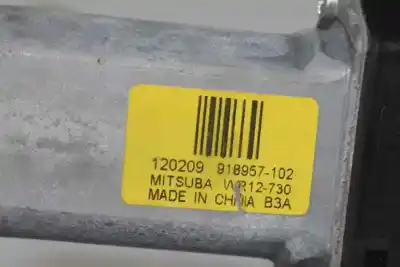 120209 918957-102
MITSUBA WR12-730
MADE IN CHINA B3A